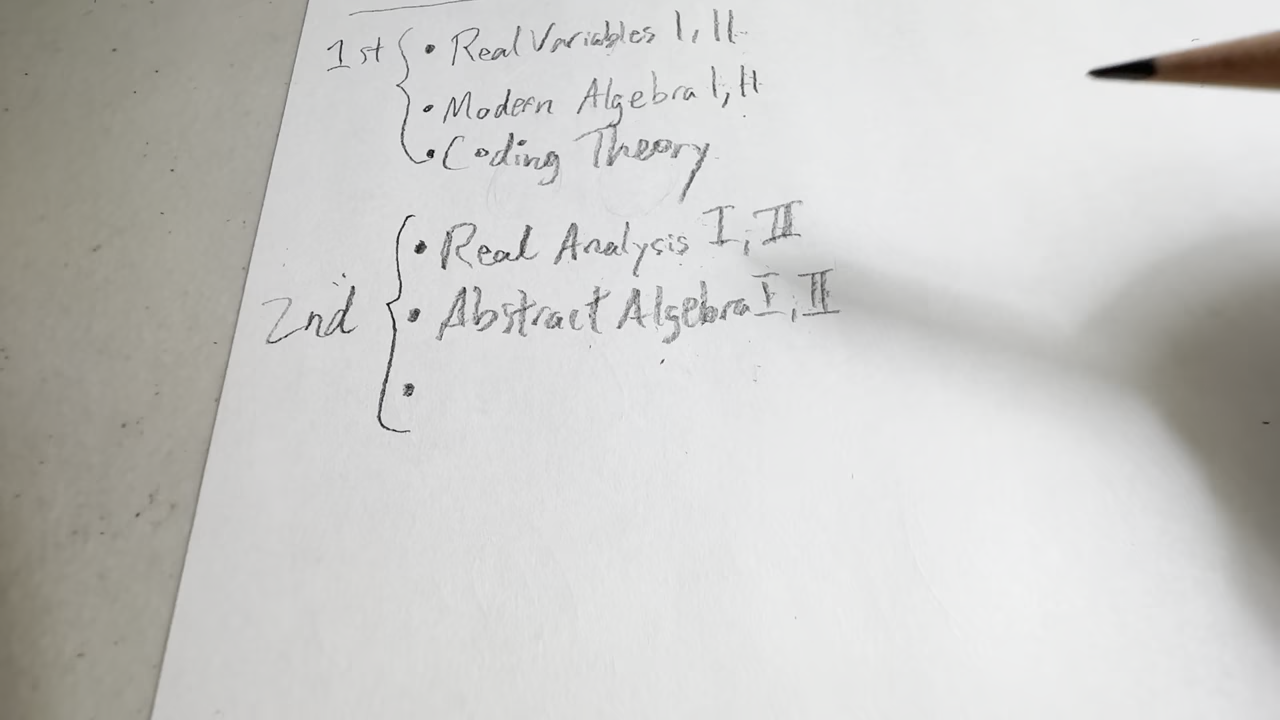 1st { • Real Variables I, II
• Modern Algebra I, II
• Coding Theory
2nd { • Real Analysis I, II
• Abstract Algebra I, II
•